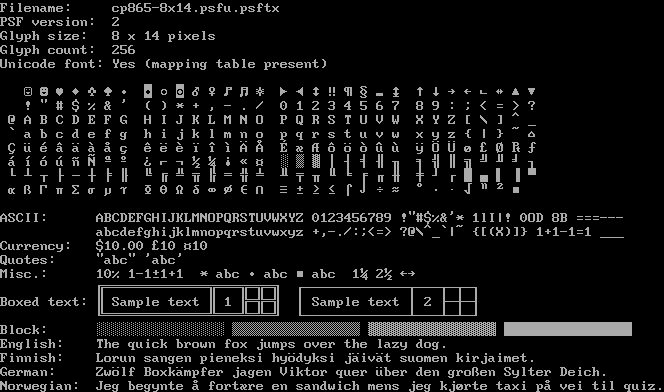 Filename:     cp865-8x14.psfu.psftx
PSF version:  2
Glyph size:   8 x 14 pixels
Glyph count:  256
Unicode font: Yes (mapping table present)
☺ ☻ ♥ ♦ ♣ ♠ • ◘ ○ ◙ ♂ ♀ ♪ ♫ ☼ ► ◄ ↕ ‼ ¶ § ▬ ↨ ↑ ↓ → ← ∟ ↔ ▲ ▼
! " # $ % & ' ( ) * + , - . / 0 1 2 3 4 5 6 7 8 9 : ; < = > ?
@ A B C D E F G H I J K L M N O P Q R S T U V W X Y Z [ \ ] ^ _
` a b c d e f g h i j k l m n o p q r s t u v w x y z { | } ~ ⌂
Ç ü é â ä à å ç ê ë è ï î ì Ä Å É æ Æ ô ö ò û ù ÿ Ö Ü ø £ Ø ₧ ƒ
á í ó ú ñ Ñ ª º ¿ ⌐ ¬ ½ ¼ ¡ « ¤ ░ ▒ ▓ │ ┤ ╡ ╢ ╖ ╕ ╣ ║ ╗ ╝ ╜ ╛ ┐
└ ┴ ┬ ├ ─ ┼ ╞ ╟ ╚ ╔ ╩ ╦ ╠ ═ ╬ ╧ ╨ ╤ ╥ ╙ ╘ ╒ ╓ ╫ ╪ ┘ ┌ █ ▄ ▌ ▐ ▀
α ß Γ π Σ σ µ τ Φ Θ Ω δ ∞ φ ε ∩ ≡ ± ≥ ≤ ⌠ ⌡ ÷ ≈ ° ∙ · √ ⁿ ² ■
ASCII:      ABCDEFGHIJKLMNOPQRSTUVWXYZ 0123456789 !"#$%&'* 1lI|! 0OD 8B ===---
abcdefghijklmnopqrstuvwxyz +,-./:;<=> ?@\^_`|~ {[(X)]} 1+1-1=1 ___
Currency:   $10.00 £10 ¤10
Quotes:     "abc" 'abc'
Misc.:      10% 1-1±1+1  * abc • abc ■ abc  1¼ 2½ ↔
Boxed text: Sample text 1 Sample text 2
Block:      ░ ▒ ▓ █
English:    The quick brown fox jumps over the lazy dog.
Finnish:    Lorun sangen pieneksi hyödyksi jäivät suomen kirjaimet.
German:     Zwölf Boxkämpfer jagen Viktor quer über den großen Sylter Deich.
Norwegian:  Jeg begynte å fortære en sandwich mens jeg kjørte taxi på vei til quiz.